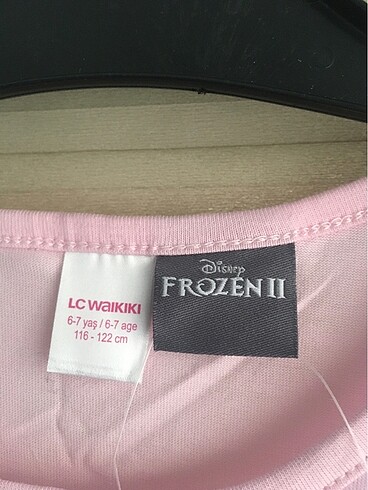 LC WAIKIKI
6-7 yaş / 6-7 age
116 - 122 cm
Disney
FROZEN II